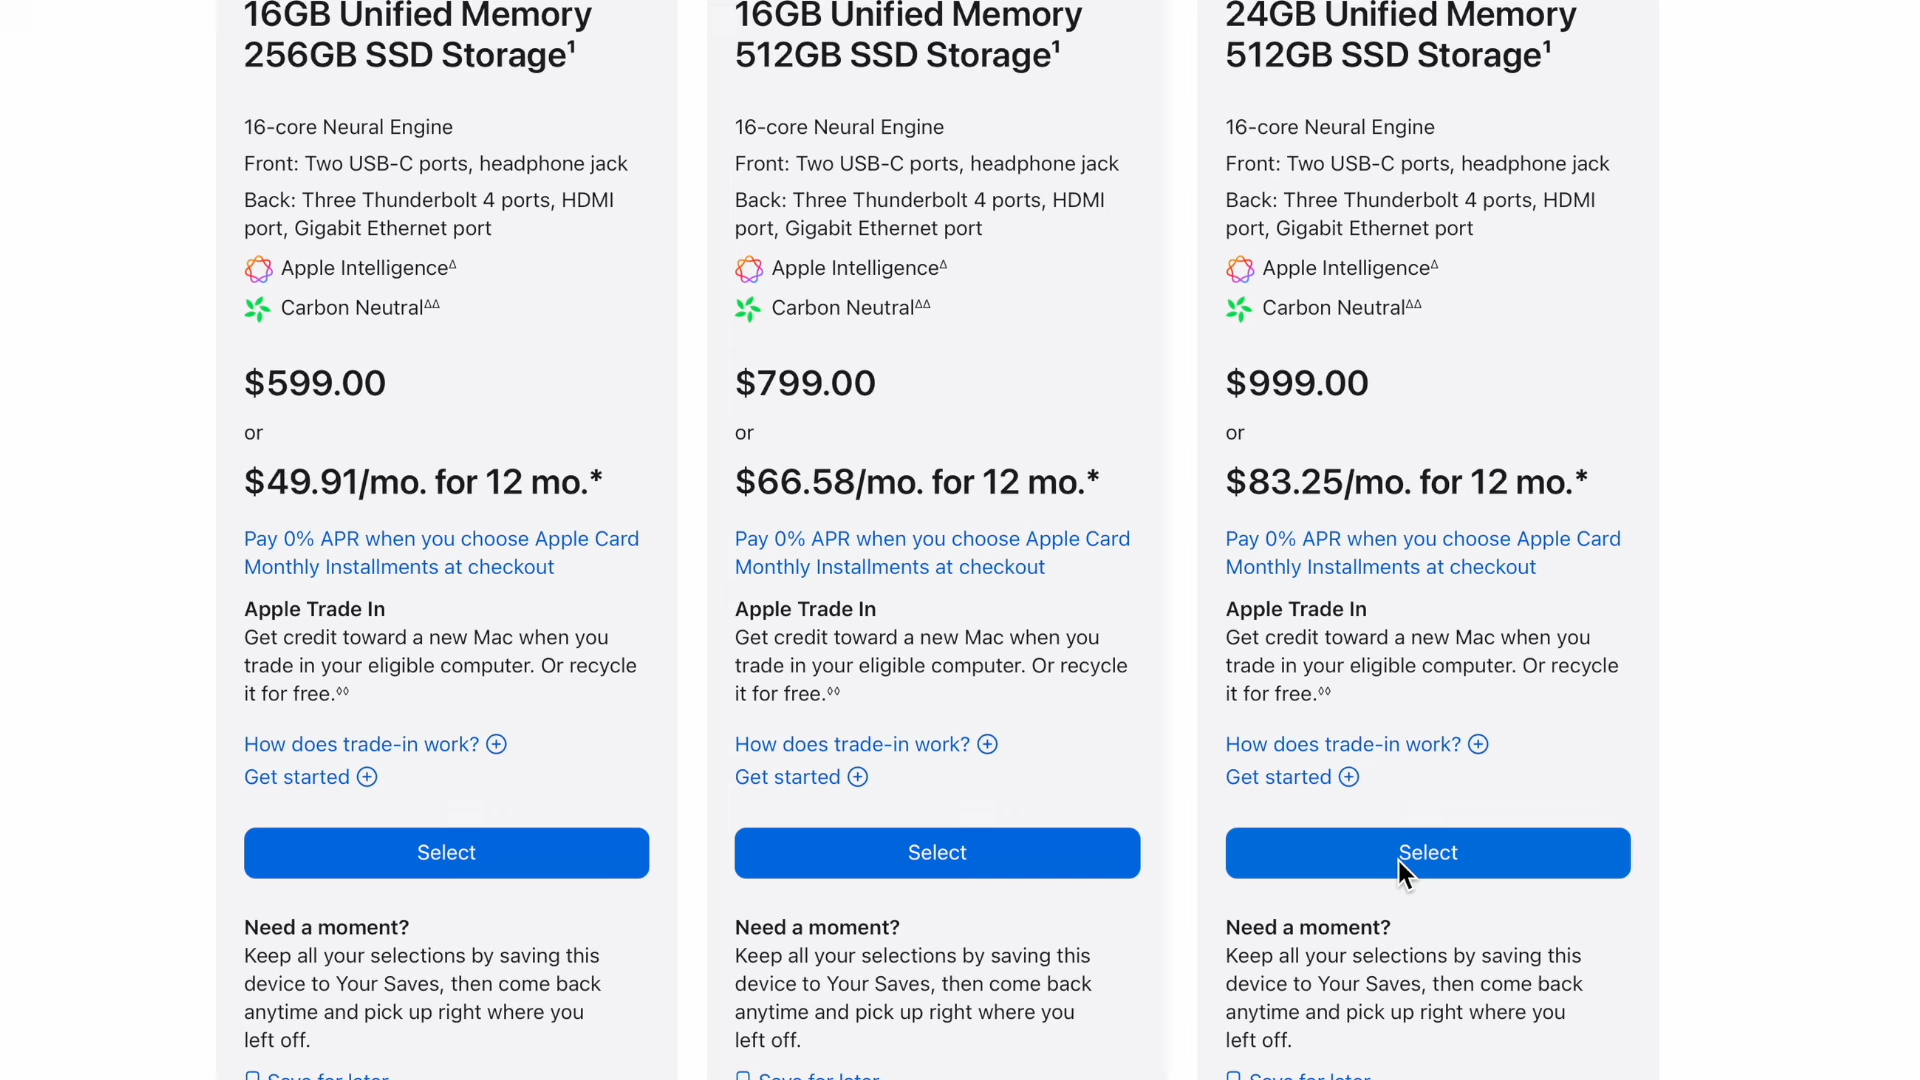 16GB Unified Memory
256GB SSD Storage¹
16-core Neural Engine
Front: Two USB-C ports, headphone jack
Back: Three Thunderbolt 4 ports, HDMI
port, Gigabit Ethernet port
Apple Intelligence^Δ
Carbon Neutral^ΔΔ
$599.00
or
$49.91/mo. for 12 mo.*
Pay 0% APR when you choose Apple Card
Monthly Installments at checkout
Apple Trade In
Get credit toward a new Mac when you
trade in your eligible computer. Or recycle
it for free.◊◊
How does trade-in work?
Get started
Select
Need a moment?
Keep all your selections by saving this
device to Your Saves, then come back
anytime and pick up right where you
left off.
Save for later
16GB Unified Memory
512GB SSD Storage¹
16-core Neural Engine
Front: Two USB-C ports, headphone jack
Back: Three Thunderbolt 4 ports, HDMI
port, Gigabit Ethernet port
Apple Intelligence^Δ
Carbon Neutral^ΔΔ
$799.00
or
$66.58/mo. for 12 mo.*
Pay 0% APR when you choose Apple Card
Monthly Installments at checkout
Apple Trade In
Get credit toward a new Mac when you
trade in your eligible computer. Or recycle
it for free.◊◊
How does trade-in work?
Get started
Select
Need a moment?
Keep all your selections by saving this
device to Your Saves, then come back
anytime and pick up right where you
left off.
Save for later
24GB Unified Memory
512GB SSD Storage¹
16-core Neural Engine
Front: Two USB-C ports, headphone jack
Back: Three Thunderbolt 4 ports, HDMI
port, Gigabit Ethernet port
Apple Intelligence^Δ
Carbon Neutral^ΔΔ
$999.00
or
$83.25/mo. for 12 mo.*
Pay 0% APR when you choose Apple Card
Monthly Installments at checkout
Apple Trade In
Get credit toward a new Mac when you
trade in your eligible computer. Or recycle
it for free.◊◊
How does trade-in work?
Get started
Select
Need a moment?
Keep all your selections by saving this
device to Your Saves, then come back
anytime and pick up right where you
left off.
Save for later